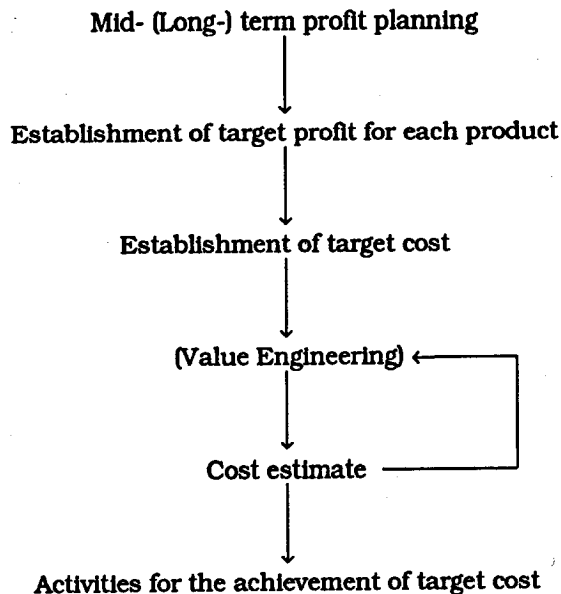 Mid- (Long-) term profit planning
Establishment of target profit for each product
Establishment of target cost
(Value Engineering)
Cost estimate
Activities for the achievement of target cost